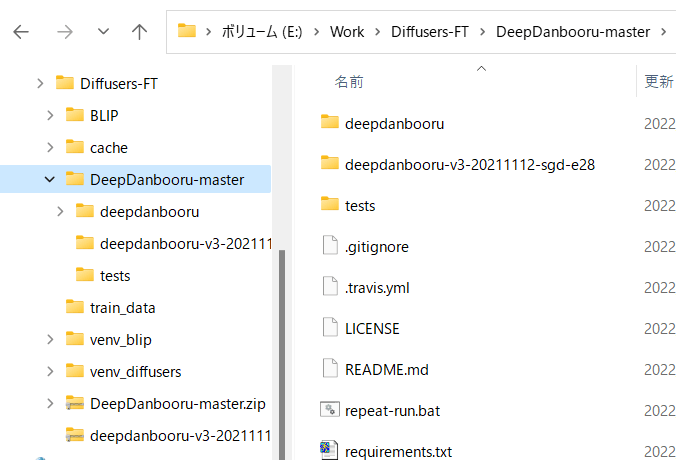 ボリューム (E:) > Work > Diffusers-FT > DeepDanbooru-master >
Diffusers-FT
BLIP
cache
DeepDanbooru-master
deepdanbooru
deepdanbooru-v3-202111
tests
train_data
venv_blip
venv_diffusers
DeepDanbooru-master.zip
deepdanbooru-v3-202111
名前 更新
deepdanbooru 2022
deepdanbooru-v3-20211112-sgd-e28 2022
tests 2022
.gitignore 2022
.travis.yml 2022
LICENSE 2022
README.md 2022
repeat-run.bat 2022
requirements.txt 2022